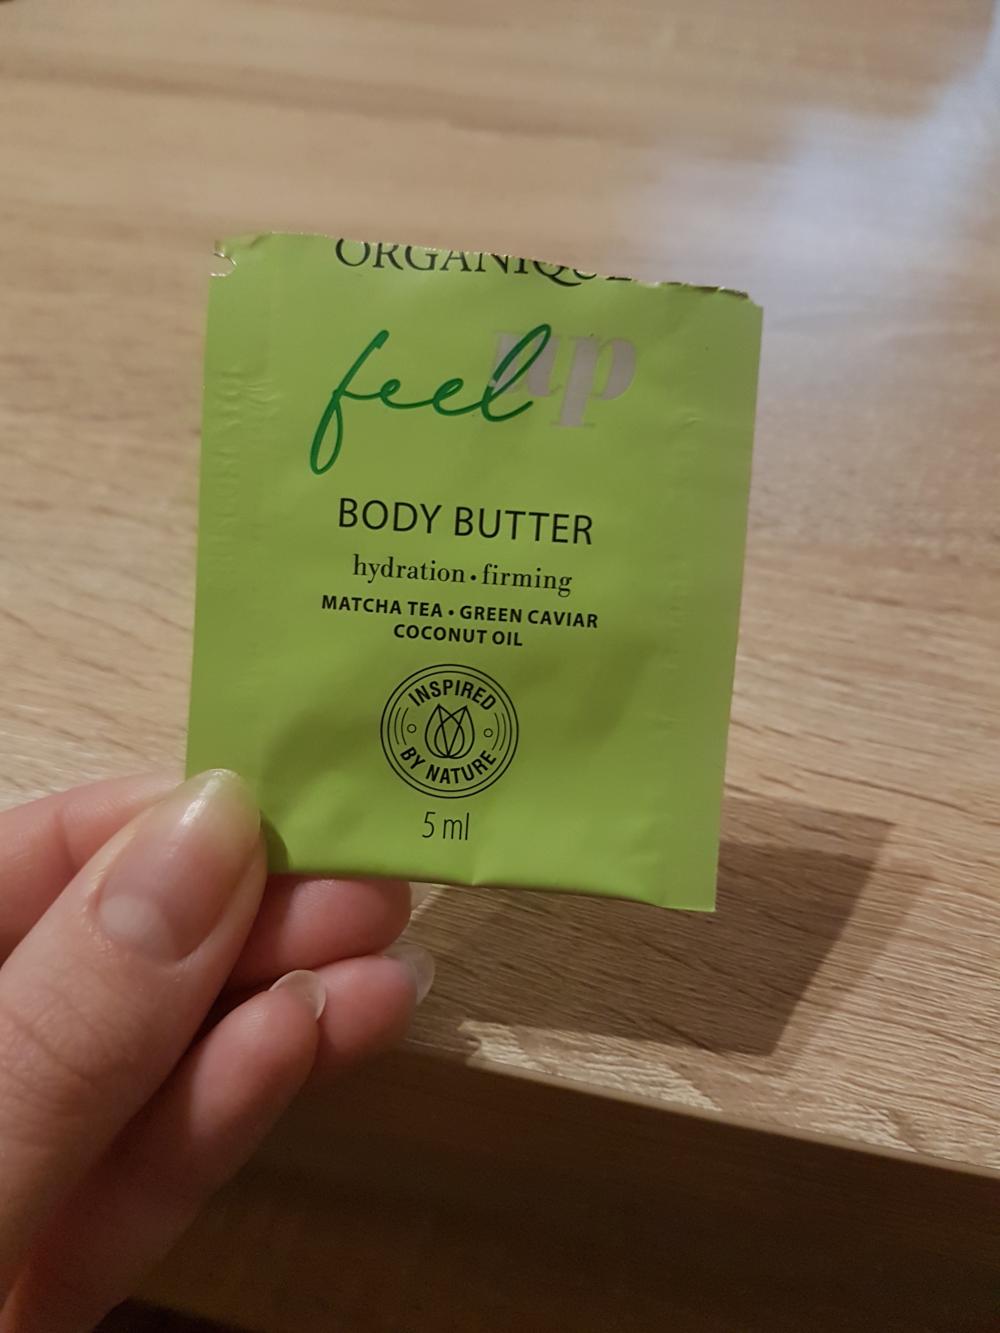 ORGANIQUE
feel up
BODY BUTTER
hydration • firming
MATCHA TEA • GREEN CAVIAR
COCONUT OIL
INSPIRED
BY NATURE
5 ml